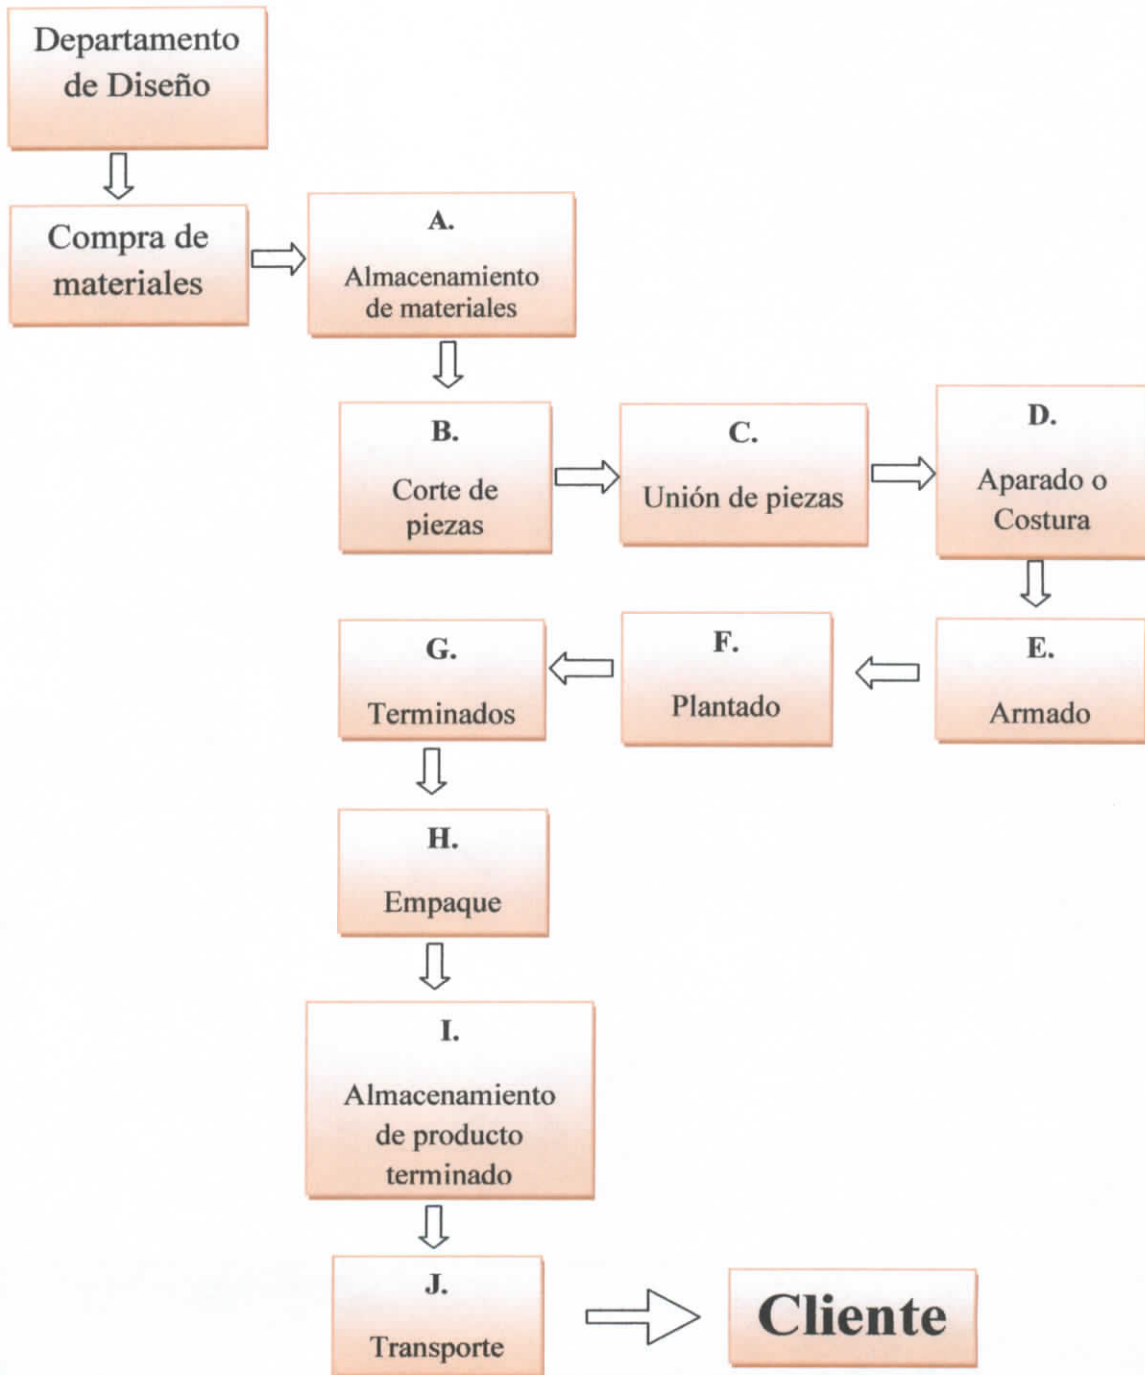 Departamento
de Diseño
Compra de
materiales
A.
Almacenamiento
de materiales
B.
Corte de
piezas
C.
Unión de piezas
D.
Aparado o
Costura
E.
Armado
F.
Plantado
G.
Terminados
H.
Empaque
I.
Almacenamiento
de producto
terminado
J.
Transporte
Cliente